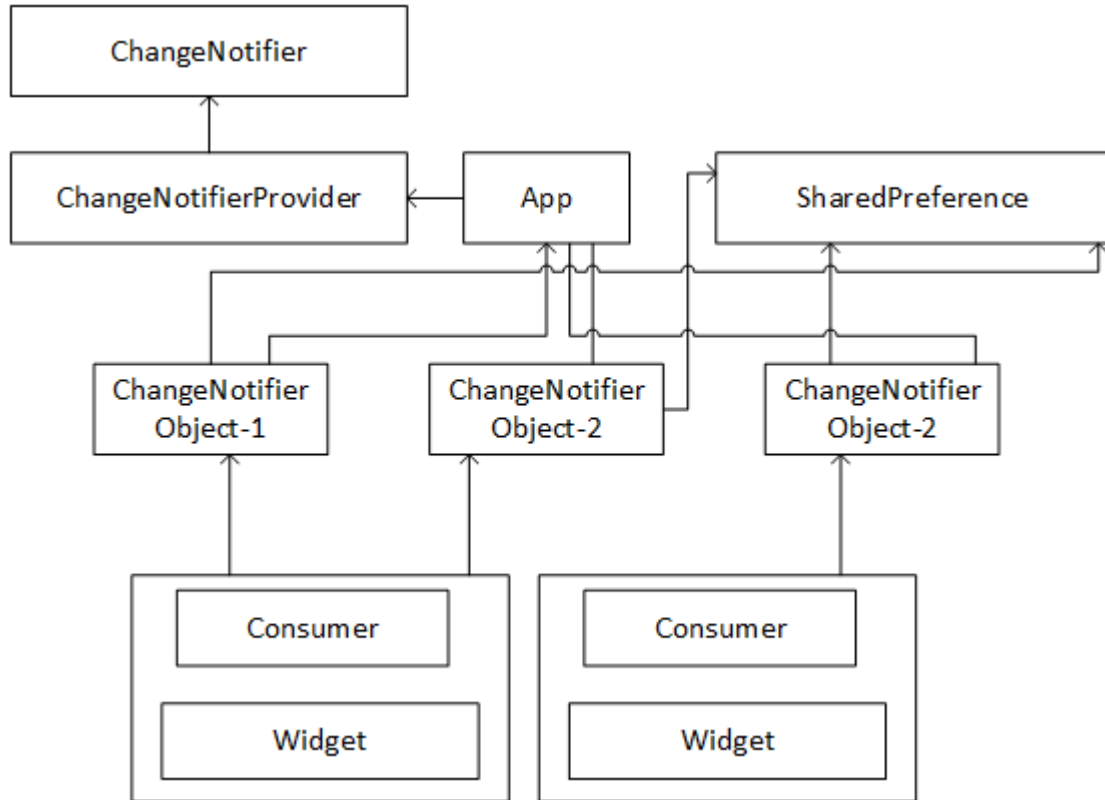 ChangeNotifier
ChangeNotifierProvider
App
SharedPreference
ChangeNotifier
Object-1
ChangeNotifier
Object-2
ChangeNotifier
Object-2
Consumer
Widget
Consumer
Widget